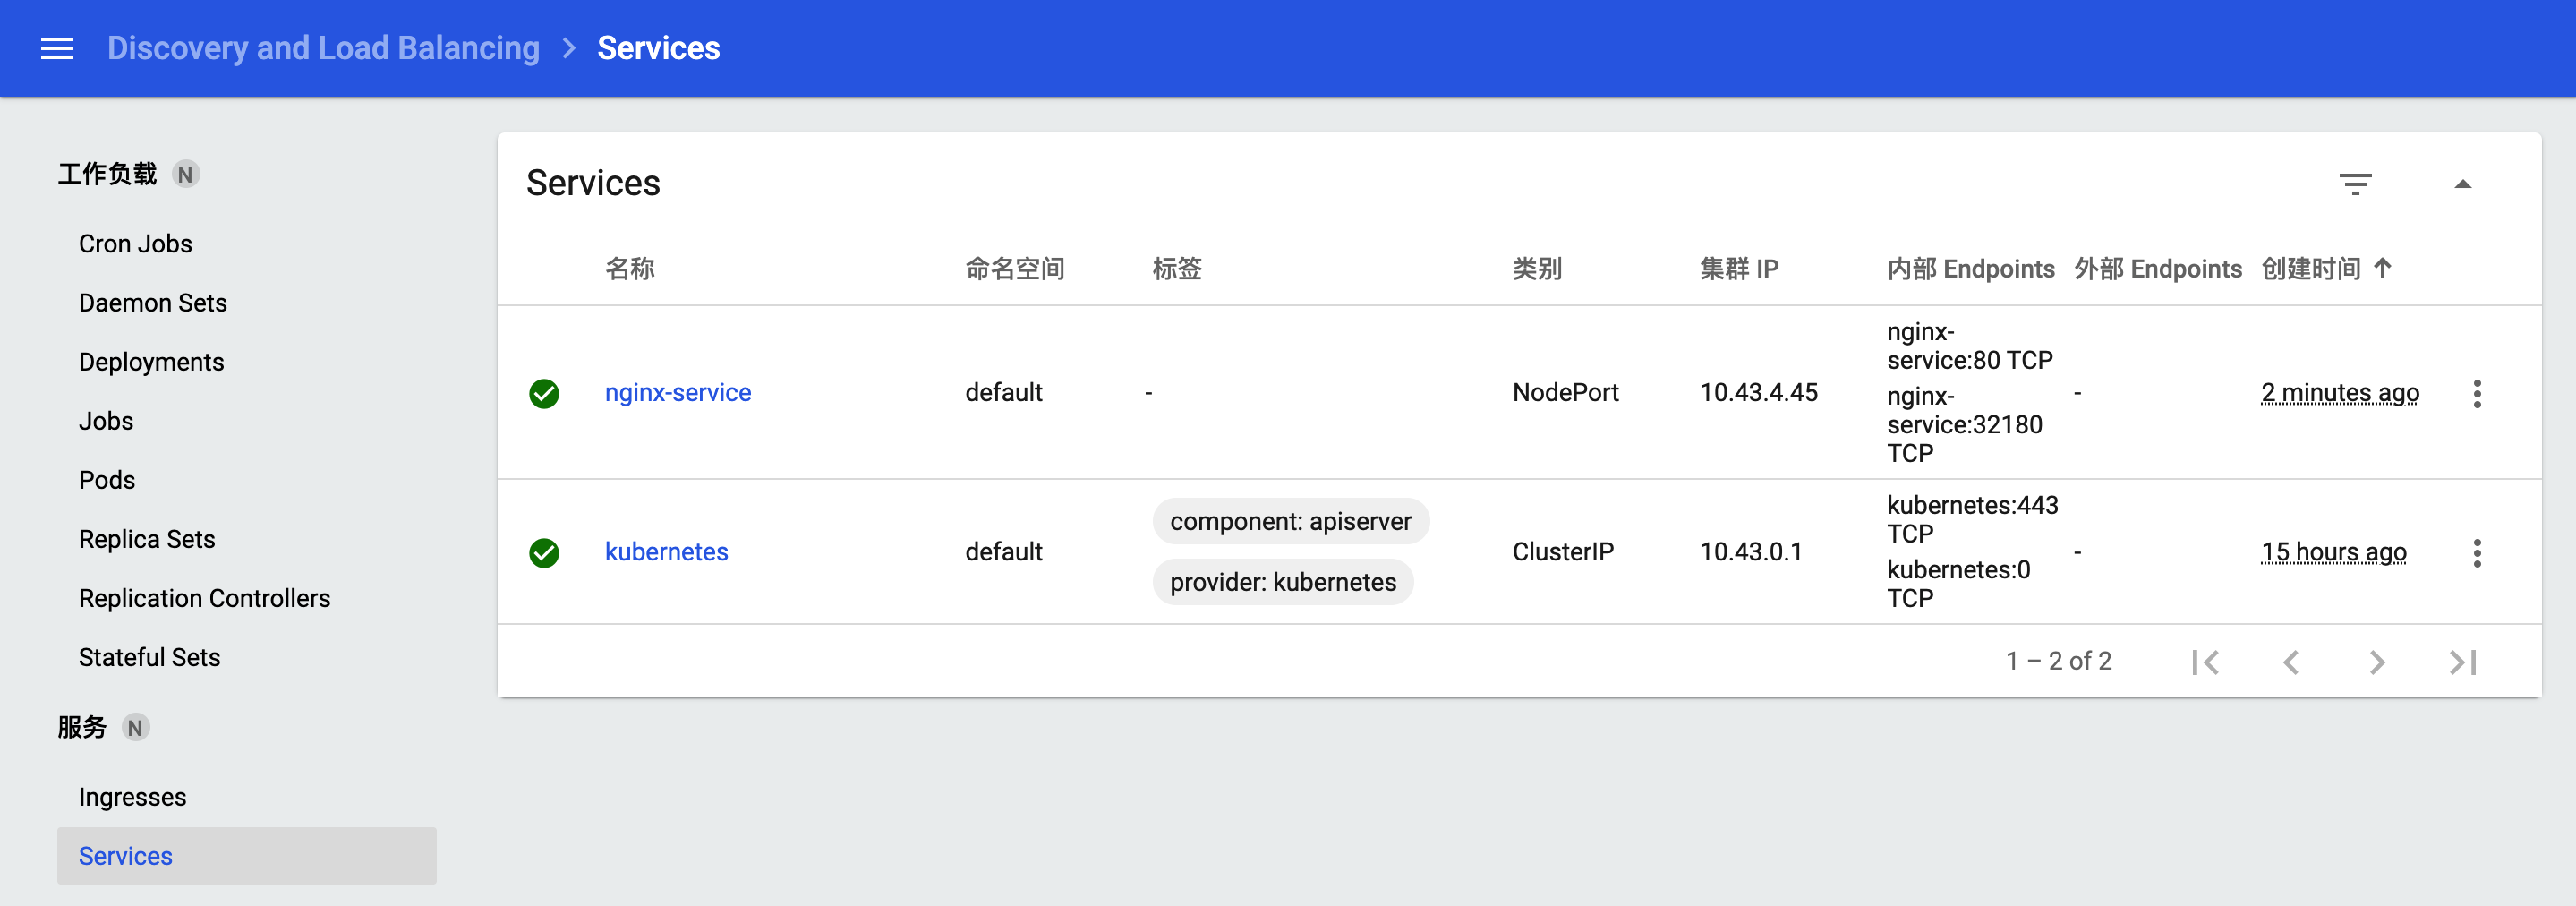 Discovery and Load Balancing > Services
工作负载 N
Cron Jobs
Daemon Sets
Deployments
Jobs
Pods
Replica Sets
Replication Controllers
Stateful Sets
服务 N
Ingresses
Services
Services
名称 命名空间 标签 类别 集群 IP 内部 Endpoints 外部 Endpoints 创建时间 ↑
nginx-service default - NodePort 10.43.4.45
nginx-
service:80 TCP
nginx-
service:32180
TCP
- 2 minutes ago
kubernetes default
component: apiserver
provider: kubernetes
ClusterIP 10.43.0.1
kubernetes:443
TCP
kubernetes:0
TCP
- 15 hours ago
1 – 2 of 2